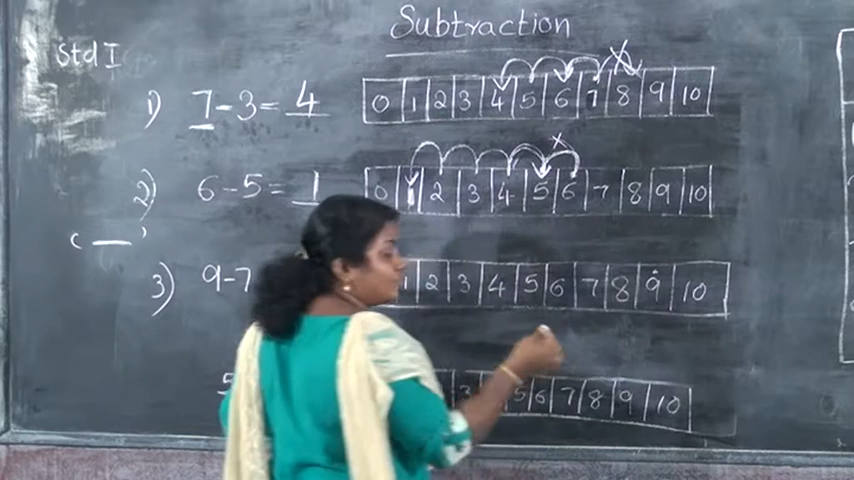 Subtraction
Std I
1) 7-3= 4 0 1 2 3 4 5 6 7 8 9 10
2) 6-5= 1 0 1 2 3 4 5 6 7 8 9 10
( — )
3) 9-7 1 2 3 4 5 6 7 8 9 10
5 3 5 6 7 8 9 10